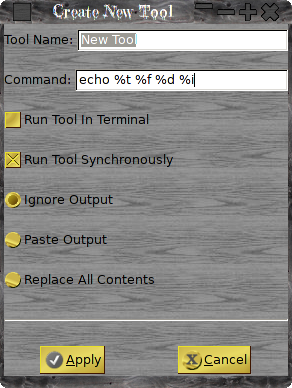 Create New Tool
Tool Name: New Tool
Command: echo %t %f %d %i
Run Tool In Terminal
Run Tool Synchronously
Ignore Output
Paste Output
Replace All Contents
Apply Cancel